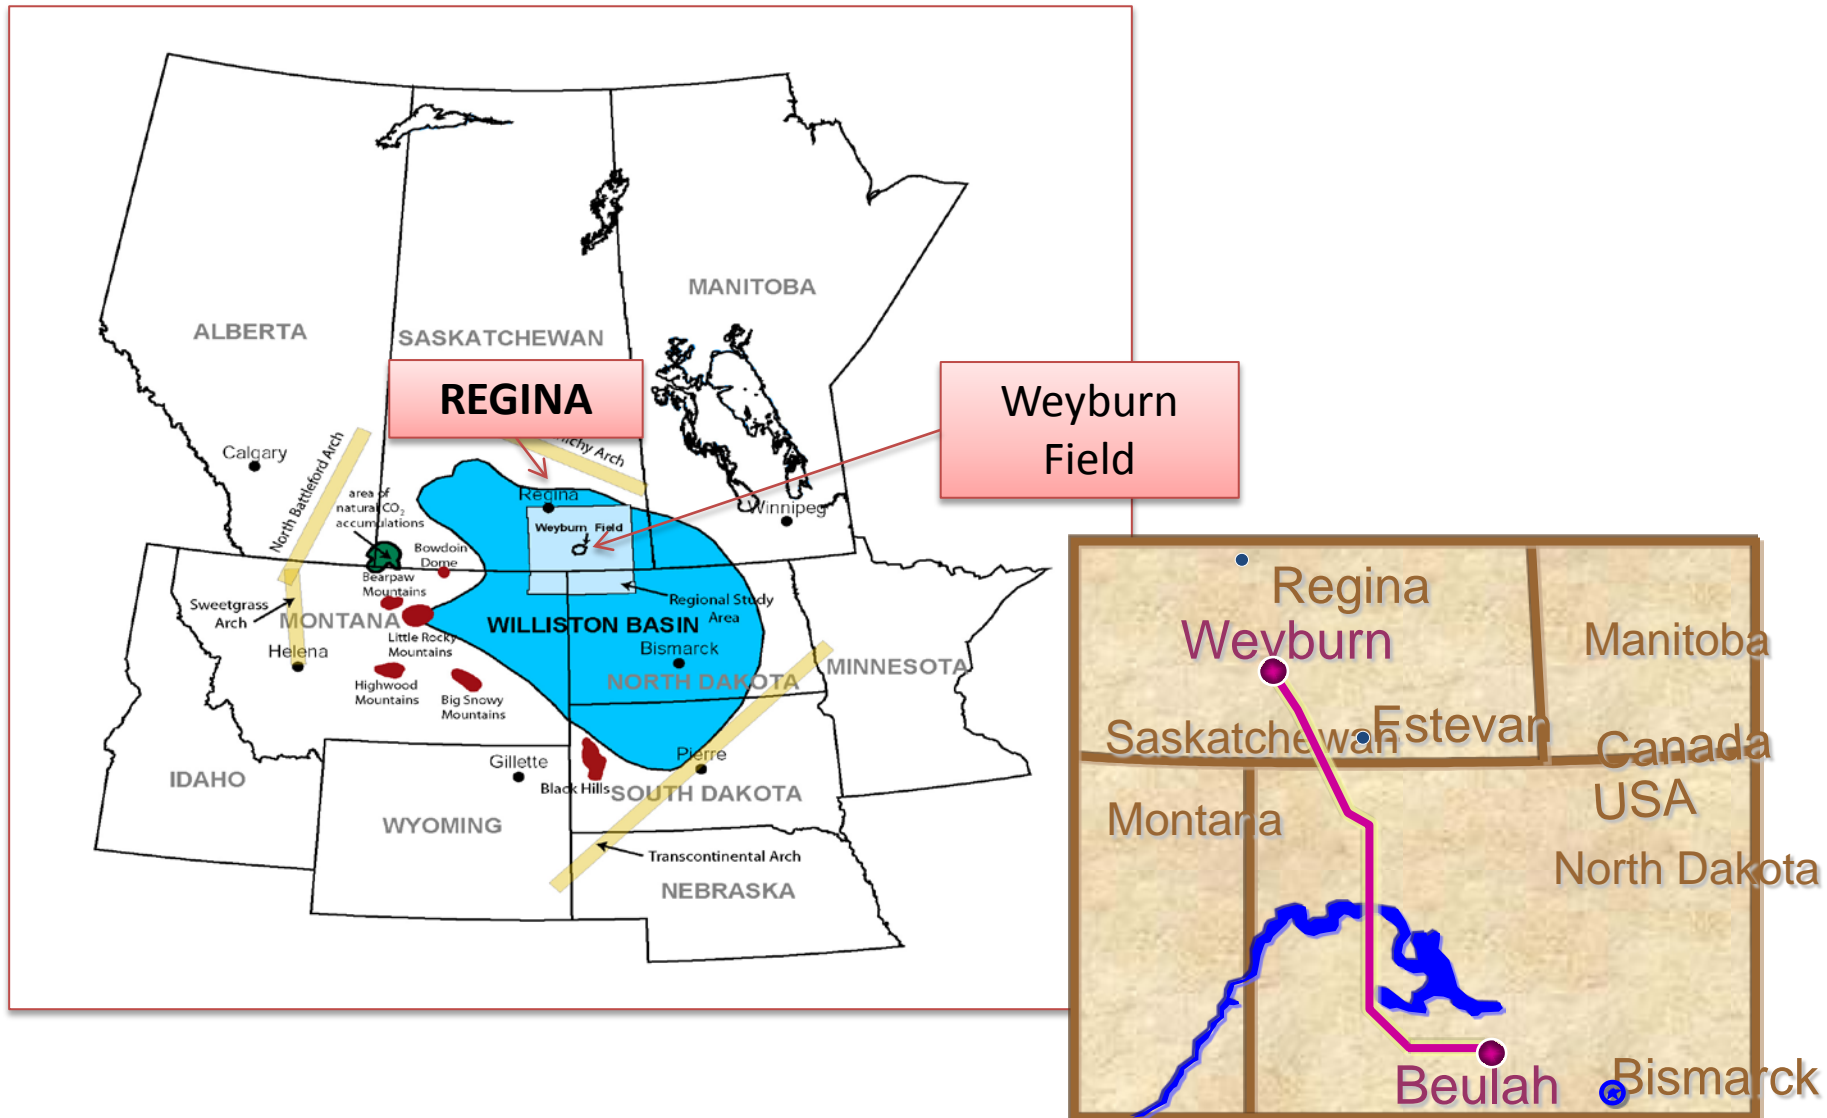 MANITOBA
ALBERTA
SASKATCHEWAN
REGINA
Weyburn
Field
Calgary
North Battleford Arch
Arch
area of
natural CO₂
accumulations
Regina
Winnipeg
Weyburn Field
Bowdoin
Dome
Bearpaw
Mountains
Sweetgrass
Arch
MONTANA
Regional Study
Area
WILLISTON BASIN
Little Rocky
Mountains
Helena
Bismarck
MINNESOTA
NORTH DAKOTA
Highwood
Mountains
Big Snowy
Mountains
Pierre
Gillette
IDAHO
Black Hills
SOUTH DAKOTA
WYOMING
Transcontinental Arch
NEBRASKA
Regina
Weyburn
Manitoba
Estevan
Saskatchewan
Canada
USA
Montana
North Dakota
Beulah
Bismarck